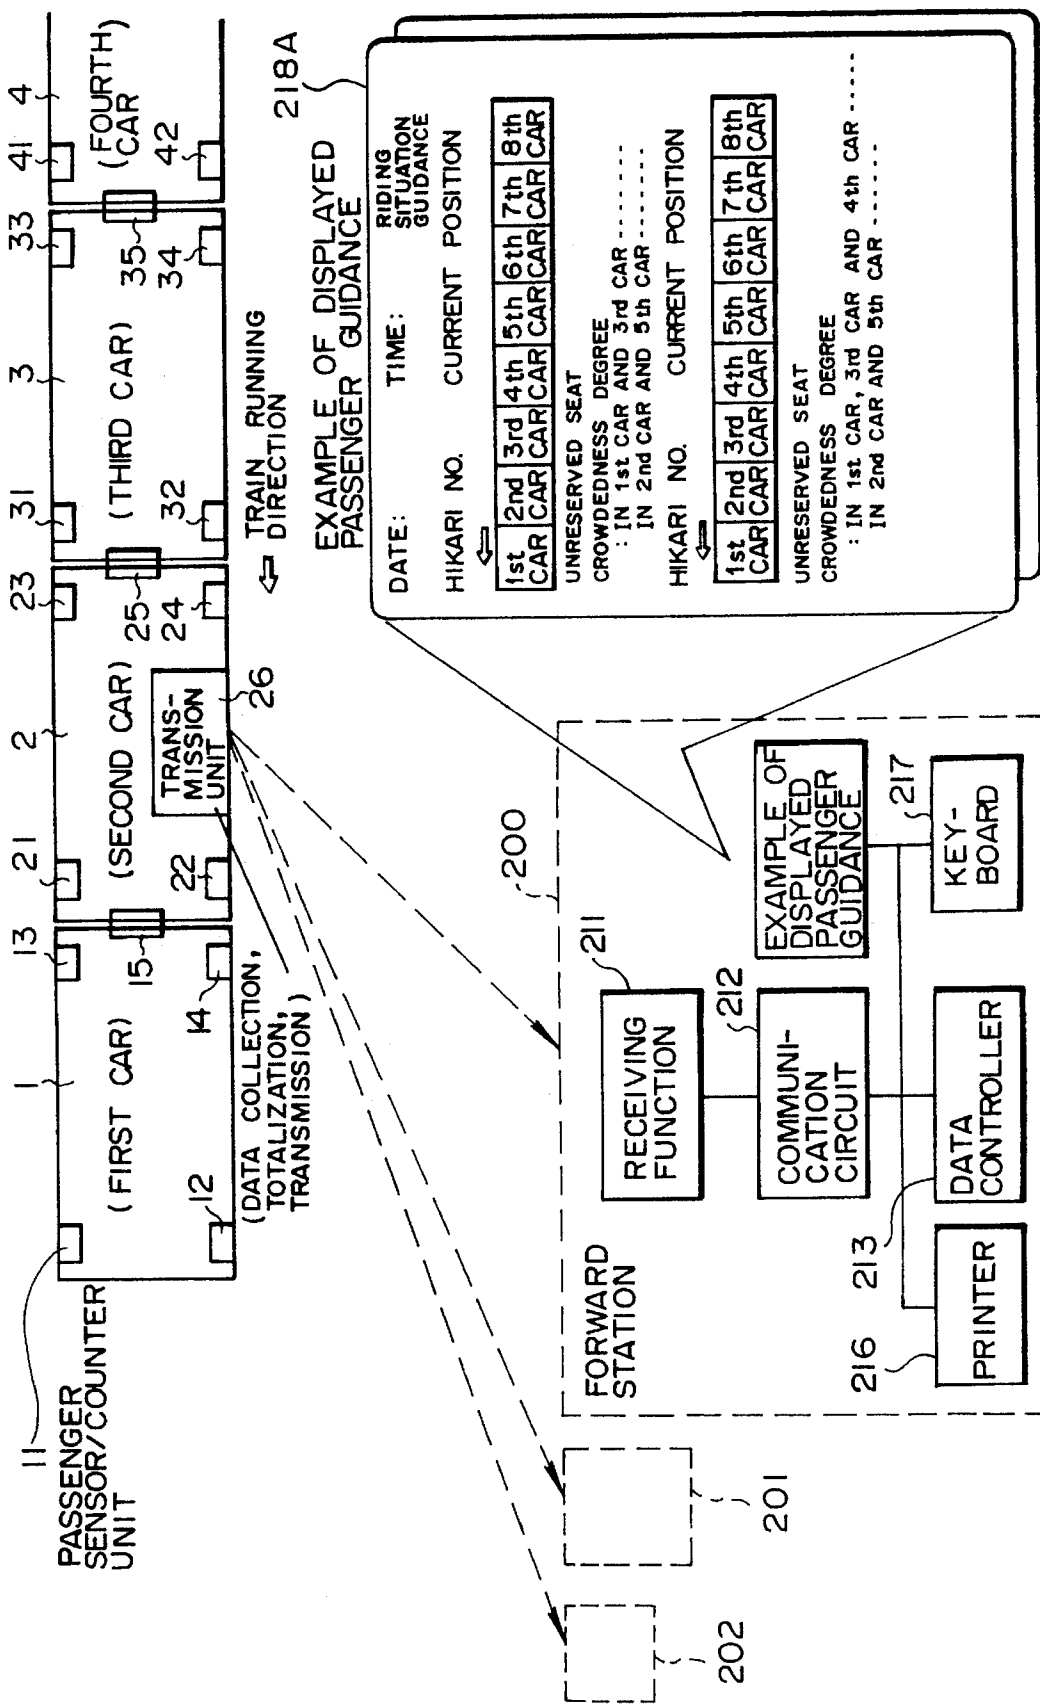 11
PASSENGER
SENSOR/COUNTER
UNIT
1
(FIRST CAR)
12
13
14
15
2
(SECOND CAR)
21
22
23
24
25
TRANS-
MISSION
UNIT
26
(DATA COLLECTION,
TOTALIZATION,
TRANSMISSION)
3
(THIRD CAR)
31
32
33
34
35
4
(FOURTH)
CAR
41
42
TRAIN RUNNING
DIRECTION
EXAMPLE OF DISPLAYED
PASSENGER GUIDANCE
218A
DATE: TIME: RIDING
SITUATION
GUIDANCE
HIKARI NO. CURRENT POSITION
1st CAR 2nd CAR 3rd CAR 4th CAR 5th CAR 6th CAR 7th CAR 8th CAR
UNRESERVED SEAT
CROWDEDNESS DEGREE
: IN 1st CAR AND 3rd CAR --------
IN 2nd CAR AND 5th CAR -------
HIKARI NO. CURRENT POSITION
1st CAR 2nd CAR 3rd CAR 4th CAR 5th CAR 6th CAR 7th CAR 8th CAR
UNRESERVED SEAT
CROWDEDNESS DEGREE
: IN 1st CAR, 3rd CAR AND 4th CAR -----
IN 2nd CAR AND 5th CAR -------
202
201
200
FORWARD
STATION
211
RECEIVING
FUNCTION
212
COMMUNI-
CATION
CIRCUIT
213
DATA
CONTROLLER
216
PRINTER
EXAMPLE OF
DISPLAYED
PASSENGER
GUIDANCE
217
KEY-
BOARD